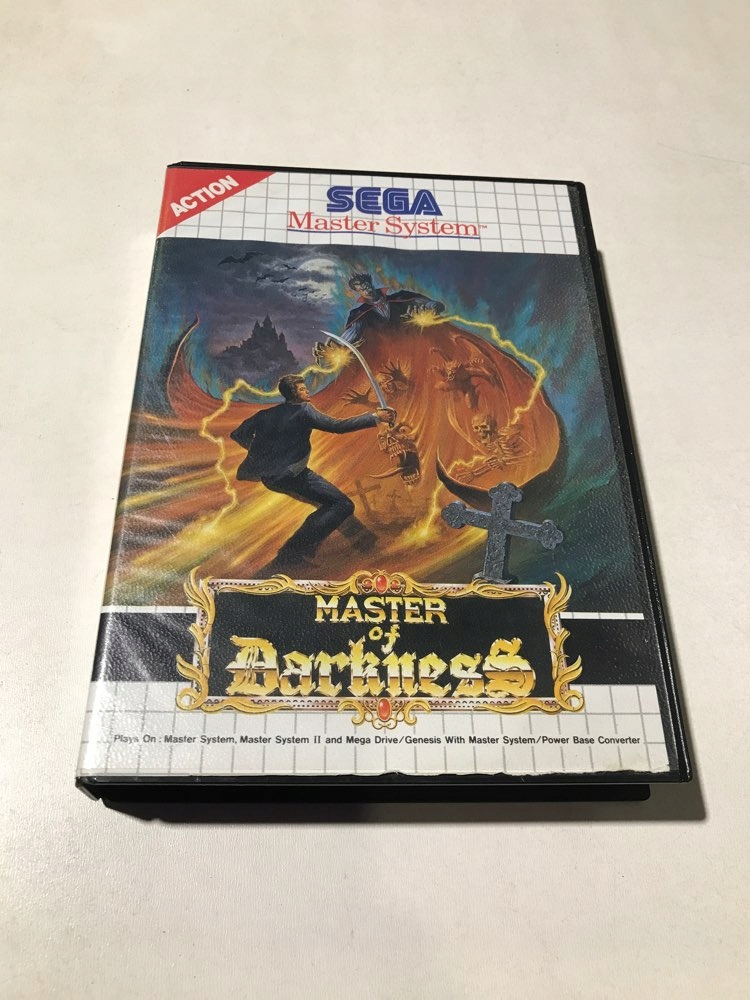 ACTION
SEGA
Master System™
MASTER
of
Darkness
Plays On : Master System, Master System II and Mega Drive/Genesis With Master System/Power Base Converter